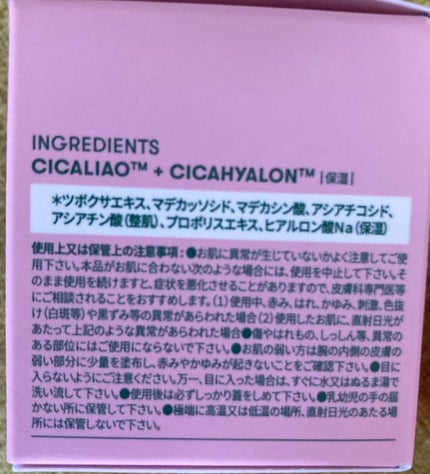 INGREDIENTS
CICALIAO™ + CICAHYALON™ |保湿|
＊ツボクサエキス、マデカッソシド、マデカシン酸、アシアチコシド、
アシアチン酸（整肌）、プロポリスエキス、ヒアルロン酸Na（保湿）
使用上又は保管上の注意事項：●お肌に異常が生じていないかよく注意してご使
用下さい。本品がお肌に合わない次のような場合には、使用を中止して下さい。そ
のまま使用を続けますと、症状を悪化させることがありますので、皮膚科専門医等
にご相談されることをおすすめします。（1）使用中、赤み、はれ、かゆみ、刺激、色抜
け（白斑等）や黒ずみ等の異常があらわれた場合（2）使用したお肌に、直射日光が
あたって上記のような異常があらわれた場合●傷やはれもの、しっしん等、異常の
ある部位にはご使用にならないで下さい。●お肌の弱い方は腕の内側の皮膚の
弱い部分に少量を塗布し、赤みやかゆみが起きないことをご確認下さい。●目に
入らないようにご注意ください。万一、目に入った場合は、すぐに水又はぬるま湯で
洗い流して下さい。●使用後は必ずしっかり蓋をしめて下さい。●乳幼児の手の届
かない所に保管して下さい。●極端に高温又は低温の場所、直射日光のあたる場
所には保管しないで下さい。